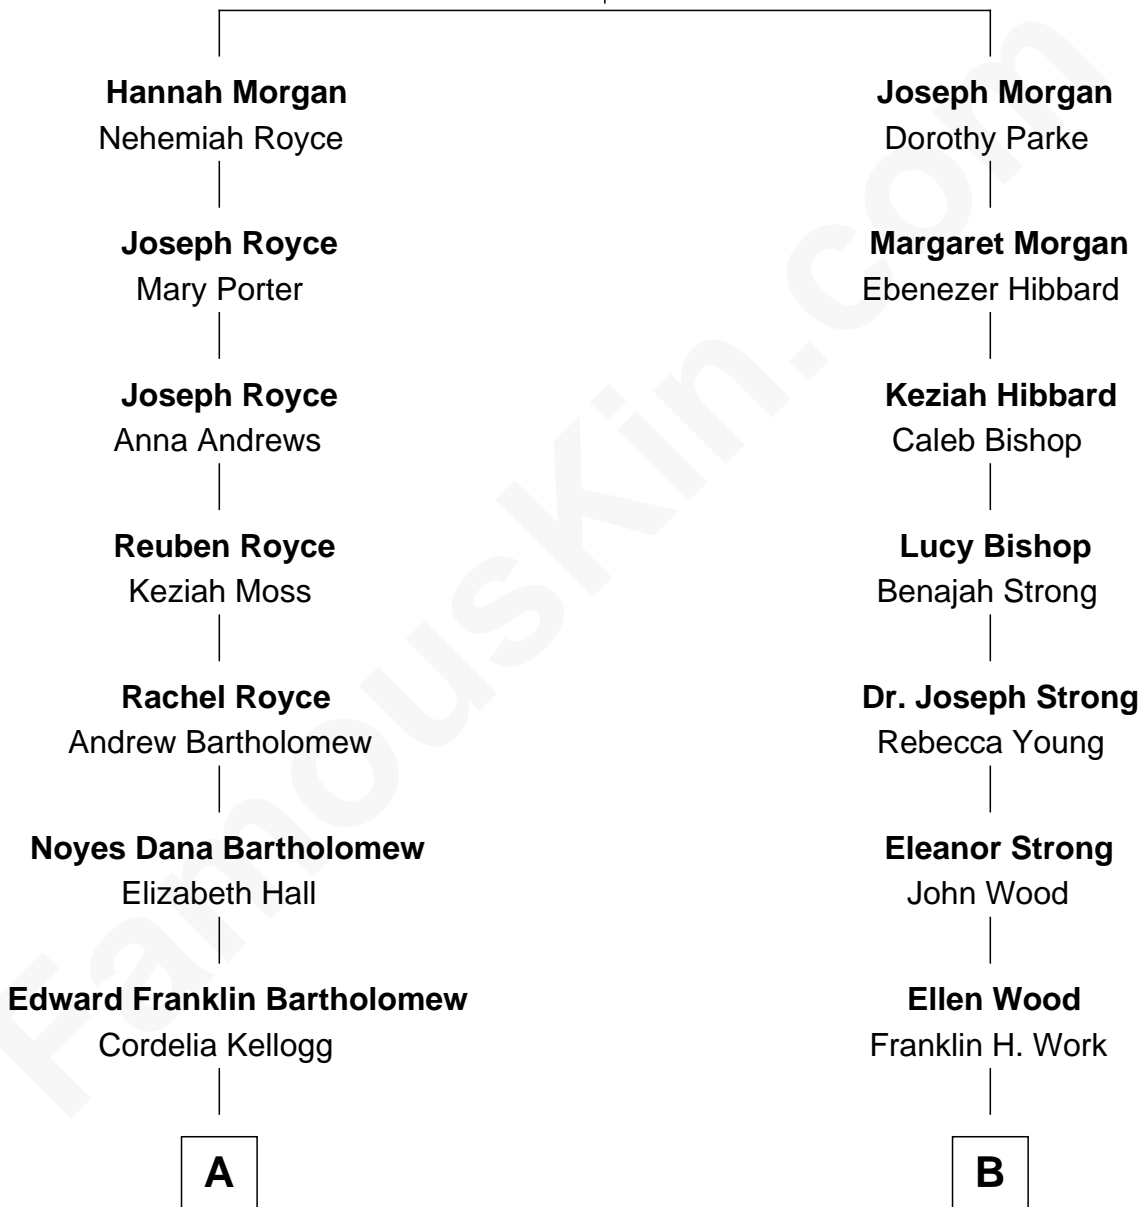 Hannah Morgan
Nehemiah Royce
Joseph Royce
Mary Porter
Joseph Royce
Anna Andrews
Reuben Royce
Keziah Moss
Rachel Royce
Andrew Bartholomew
Noyes Dana Bartholomew
Elizabeth Hall
Edward Franklin Bartholomew
Cordelia Kellogg
A
Joseph Morgan
Dorothy Parke
Margaret Morgan
Ebenezer Hibbard
Keziah Hibbard
Caleb Bishop
Lucy Bishop
Benajah Strong
Dr. Joseph Strong
Rebecca Young
Eleanor Strong
John Wood
Ellen Wood
Franklin H. Work
B
FamousKin.com